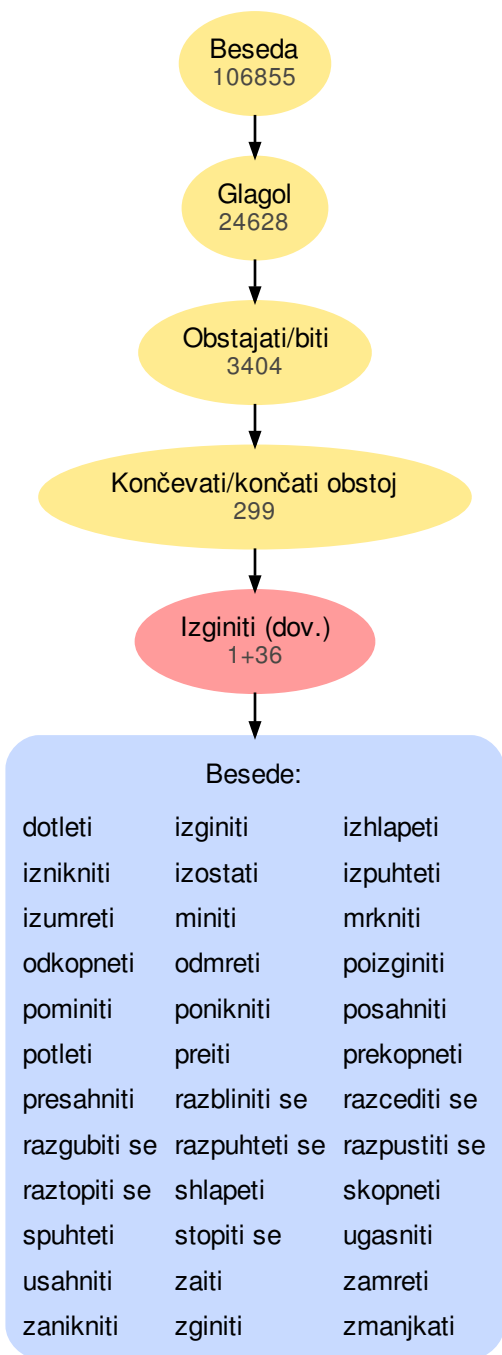 Beseda
106855
Glagol
24628
Obstajati/biti
3404
Končevati/končati obstoj
299
Izginiti (dov.)
1+36
Besede:
dotleti izginiti izhlapeti
iznikniti izostati izpuhteti
izumreti miniti mrkniti
odkopneti odmreti poizginiti
pominiti ponikniti posahniti
potleti preiti prekopneti
presahniti razbliniti se razcediti se
razgubiti se razpuhteti se razpustiti se
raztopiti se shlapeti skopneti
spuhteti stopiti se ugasniti
usahniti zaiti zamreti
zanikniti zginiti zmanjkati